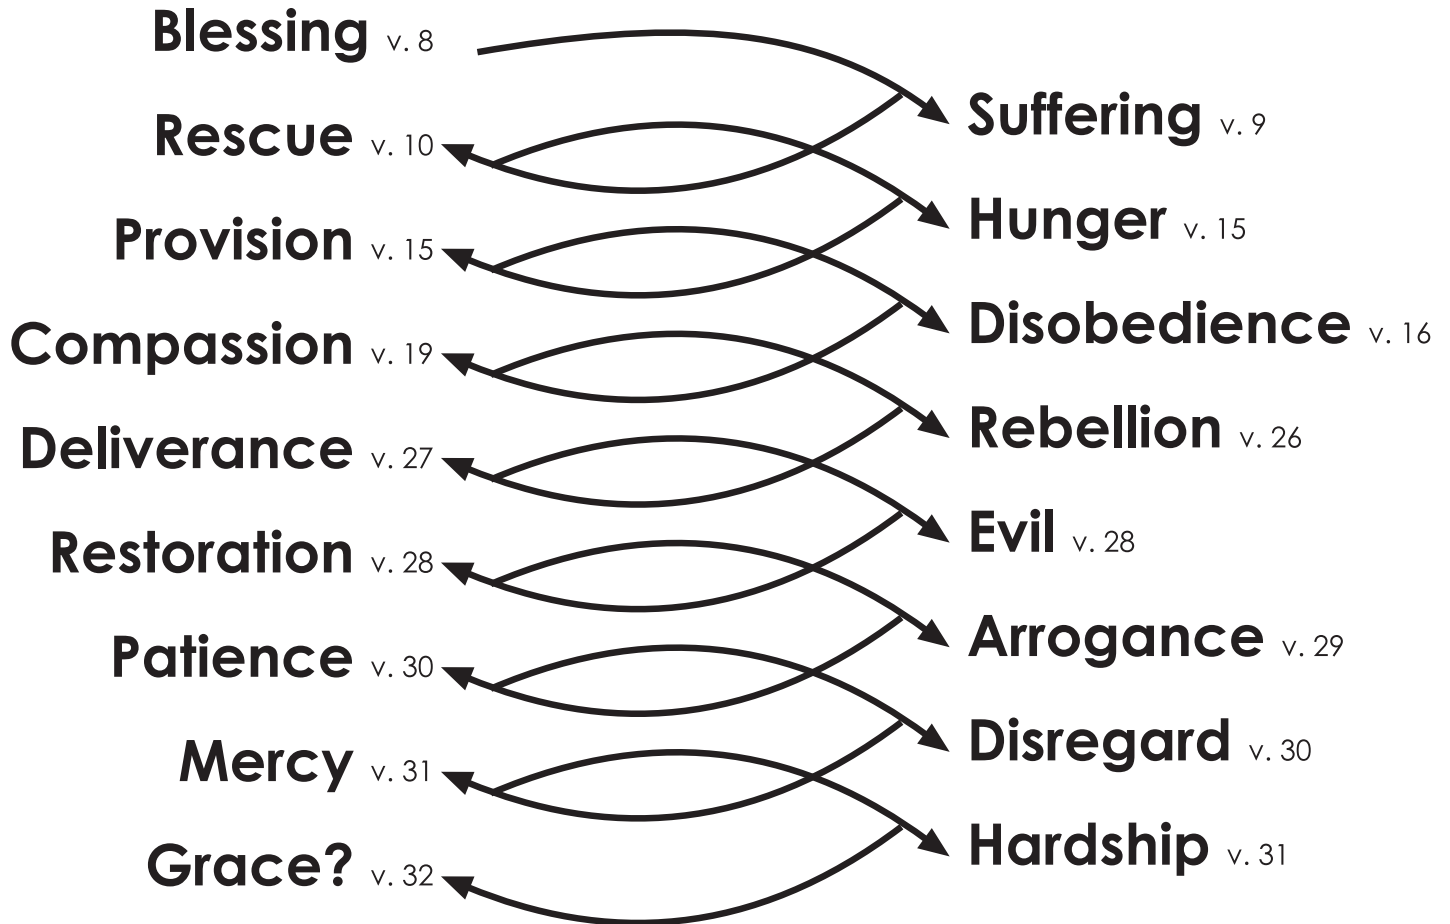 Blessing v. 8
Suffering v. 9
Rescue v. 10
Hunger v. 15
Provision v. 15
Disobedience v. 16
Compassion v. 19
Rebellion v. 26
Deliverance v. 27
Evil v. 28
Restoration v. 28
Arrogance v. 29
Patience v. 30
Disregard v. 30
Mercy v. 31
Hardship v. 31
Grace? v. 32